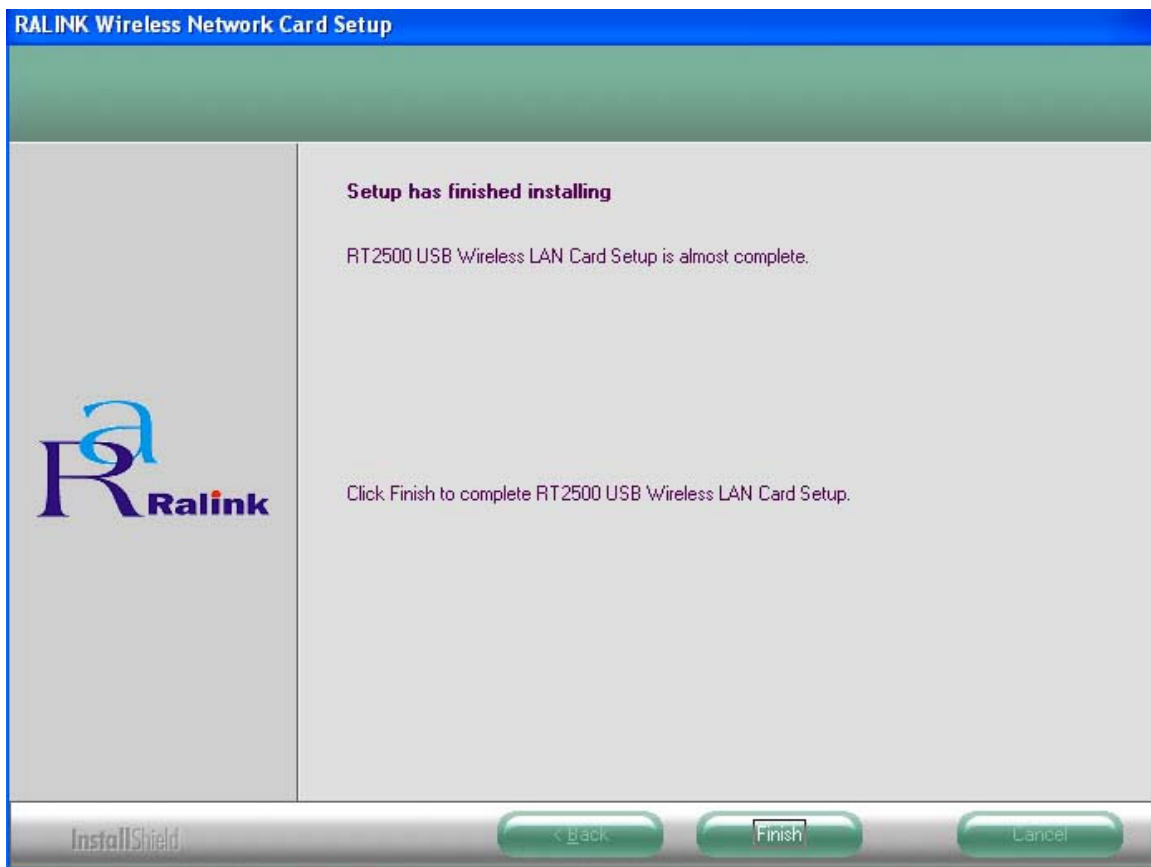 RALINK Wireless Network Card Setup
Setup has finished installing
RT2500 USB Wireless LAN Card Setup is almost complete.
Ra
Ralink
Click Finish to complete RT2500 USB Wireless LAN Card Setup.
InstallShield
< Back
Finish
Cancel